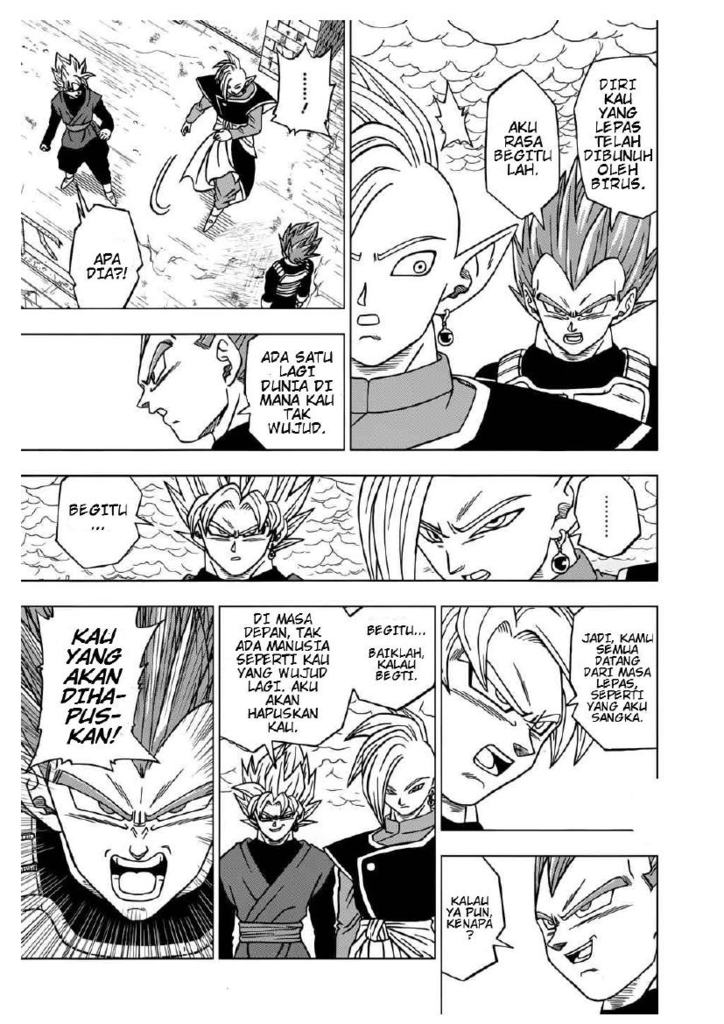 DIRI
KAU
YANG
LEPAS
TELAH
DIBUNUH
OLEH
BIRUS.
AKU
RASA
BEGITU
LAH.
.......
APA
DIA?!
ADA SATU
LAGI
DUNIA DI
MANA KAU
TAK
WUJUD.
.......
BEGITU
...
JADI, KAMU
SEMUA
DATANG
DARI MASA
LEPAS,
SEPERTI
YANG AKU
SANGKA.
KALAU
YA PUN,
KENAPA
?
BEGITU...
BAIKLAH,
KALAU
BEGTI.
DI MASA
DEPAN, TAK
ADA MANUSIA
SEPERTI KAU
YANG WUJUD
LAGI. AKU
AKAN
HAPUSKAN
KAU.
KAU
YANG
AKAN
DIHA-
PUS-
KAN!